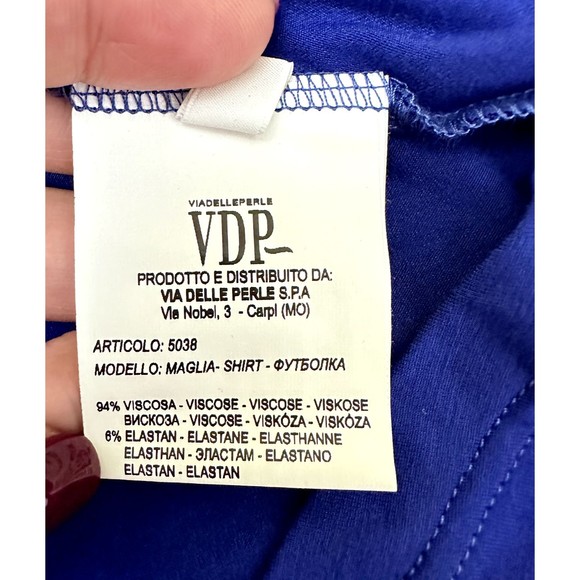 VIADELLEPERLE
VDP
PRODOTTO E DISTRIBUITO DA:
VIA DELLE PERLE S.P.A
Via Nobel, 3 - Carpi (MO)
ARTICOLO: 5038
MODELLO: MAGLIA- SHIRT - ФУТБОЛКА
94% VISCOSA - VISCOSE - VISCOSE - VISKOSE
ВИСКОЗА - VISCOSE - VISKÓZA - VISKÓZA
6% ELASTAN - ELASTANE - ELASTHANNE
ELASTHAN - ЭЛАСТАМ - ELASTANO
ELASTAN - ELASTAN